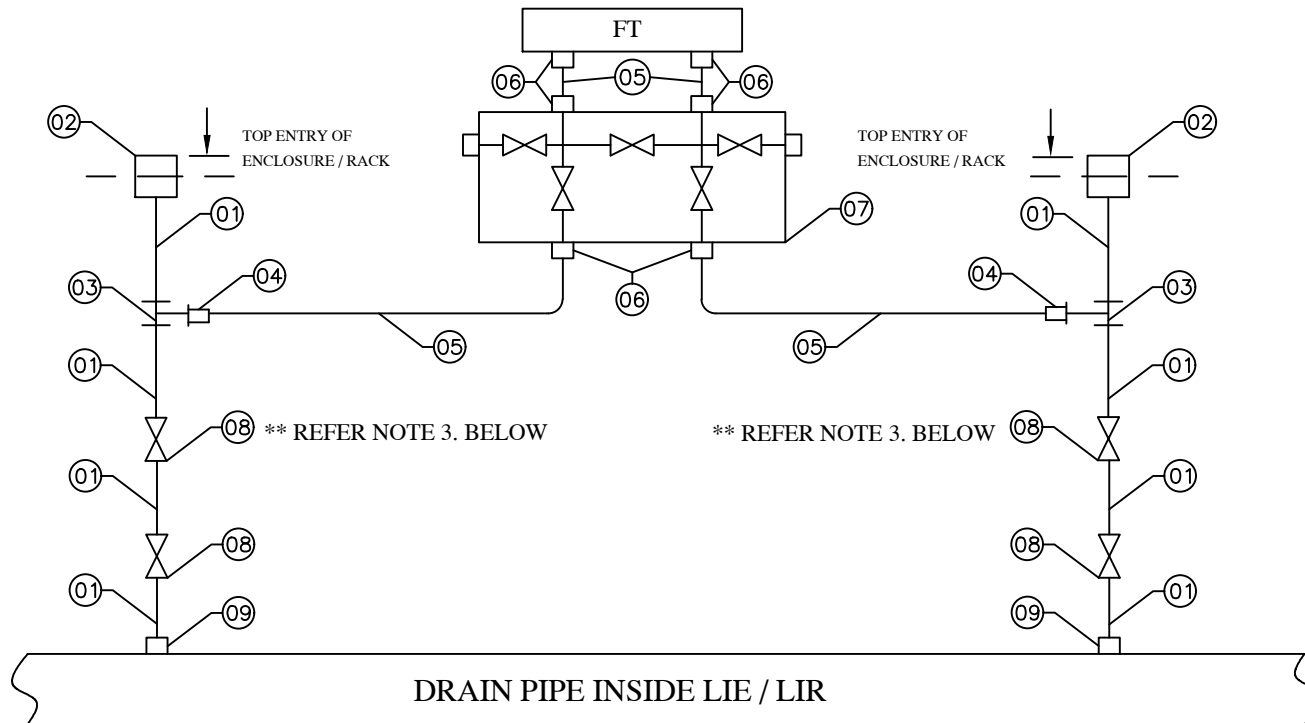 FT
06 05 06
02 TOP ENTRY OF TOP ENTRY OF 02
ENCLOSURE / RACK ENCLOSURE / RACK
01 07 01
03 04 06 04 03
05 05
01 01
08 ** REFER NOTE 3. BELOW ** REFER NOTE 3. BELOW 08
01 01
08 08
01 01
09 09
DRAIN PIPE INSIDE LIE / LIR